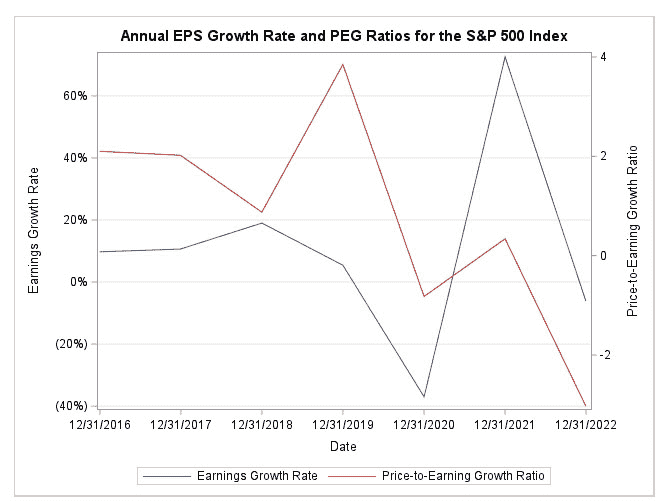 Annual EPS Growth Rate and PEG Ratios for the S&P 500 Index
60%
40%
20%
0%
(20%)
(40%)
Earnings Growth Rate
4
2
0
-2
Price-to-Earning Growth Ratio
12/31/2016 12/31/2017 12/31/2018 12/31/2019 12/31/2020 12/31/2021 12/31/2022
Date
Earnings Growth Rate Price-to-Earning Growth Ratio